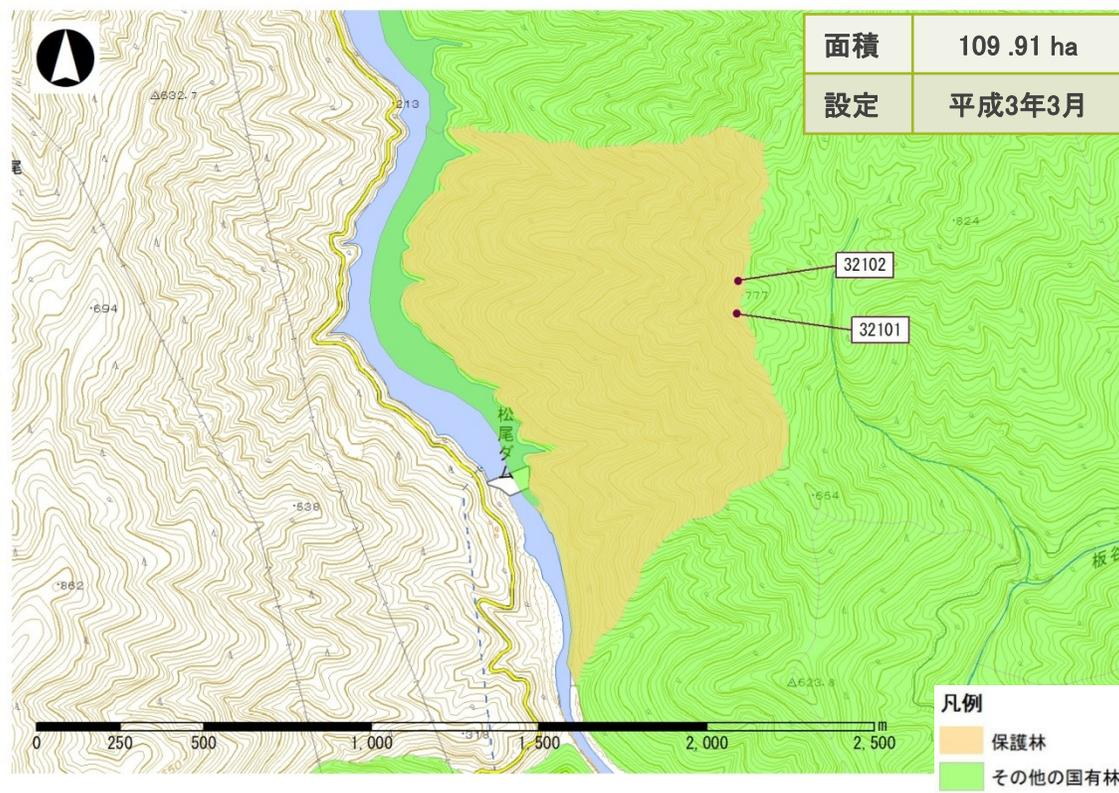 面積 109 .91 ha
設定 平成3年3月
△632.7
・213
尾
・824
32102
・777
・694
32101
松尾ダム
・654
・538
板谷
・862
△623.8
・313
0 250 500 1,000 1,500 2,000 2,500 m
凡例
保護林
その他の国有林